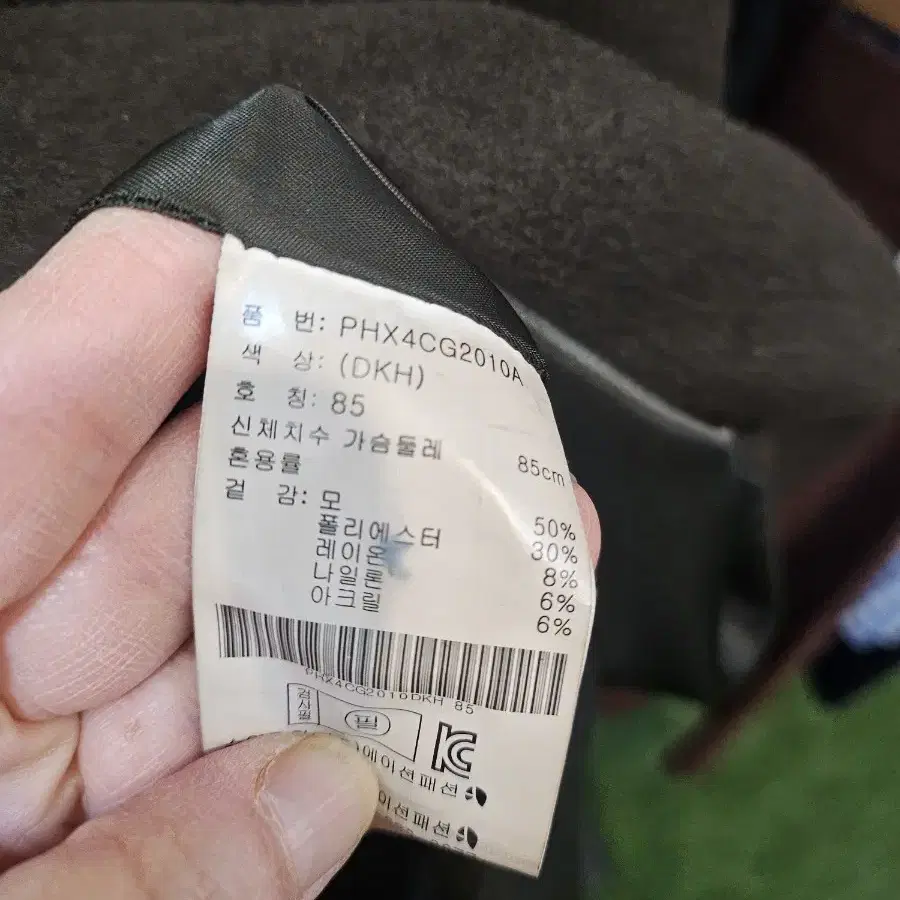 품 번: PHX4CG2010A
색 상: (DKH)
호 칭: 85
신체치수 가슴둘레 85cm
혼용률
겉 감: 모 50%
폴리에스터 30%
레이온 8%
나일론 6%
아크릴 6%
PHX4CG2010DKH 85
검사필 필
에이션패션
이션패션